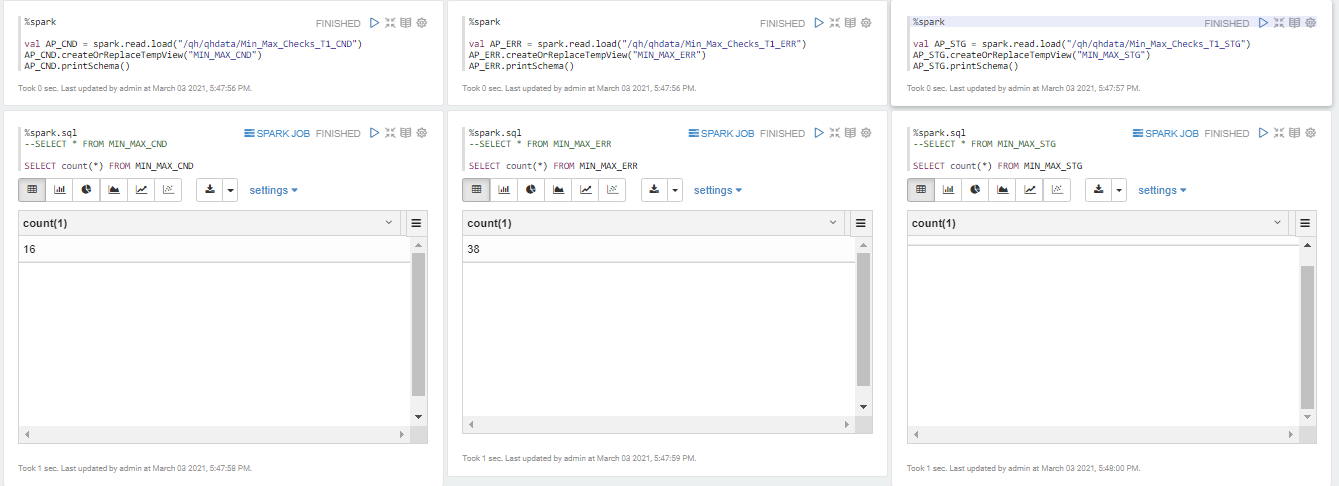 %spark
FINISHED
val AP_CND = spark.read.load("/qh/qhdata/Min_Max_Checks_T1_CND")
AP_CND.createOrReplaceTempView("MIN_MAX_CND")
AP_CND.printSchema()
Took 0 sec. Last updated by admin at March 03 2021, 5:47:56 PM.
%spark
FINISHED
val AP_ERR = spark.read.load("/qh/qhdata/Min_Max_Checks_T1_ERR")
AP_ERR.createOrReplaceTempView("MIN_MAX_ERR")
AP_ERR.printSchema()
Took 0 sec. Last updated by admin at March 03 2021, 5:47:56 PM.
%spark
FINISHED
val AP_STG = spark.read.load("/qh/qhdata/Min_Max_Checks_T1_STG")
AP_STG.createOrReplaceTempView("MIN_MAX_STG")
AP_STG.printSchema()
Took 0 sec. Last updated by admin at March 03 2021, 5:47:57 PM.
%spark.sql
SPARK JOB FINISHED
--SELECT * FROM MIN_MAX_CND
SELECT count(*) FROM MIN_MAX_CND
settings
count(1)
16
Took 1 sec. Last updated by admin at March 03 2021, 5:47:58 PM.
%spark.sql
SPARK JOB FINISHED
--SELECT * FROM MIN_MAX_ERR
SELECT count(*) FROM MIN_MAX_ERR
settings
count(1)
38
Took 1 sec. Last updated by admin at March 03 2021, 5:47:59 PM.
%spark.sql
SPARK JOB FINISHED
--SELECT * FROM MIN_MAX_STG
SELECT count(*) FROM MIN_MAX_STG
settings
count(1)
Took 1 sec. Last updated by admin at March 03 2021, 5:48:00 PM.